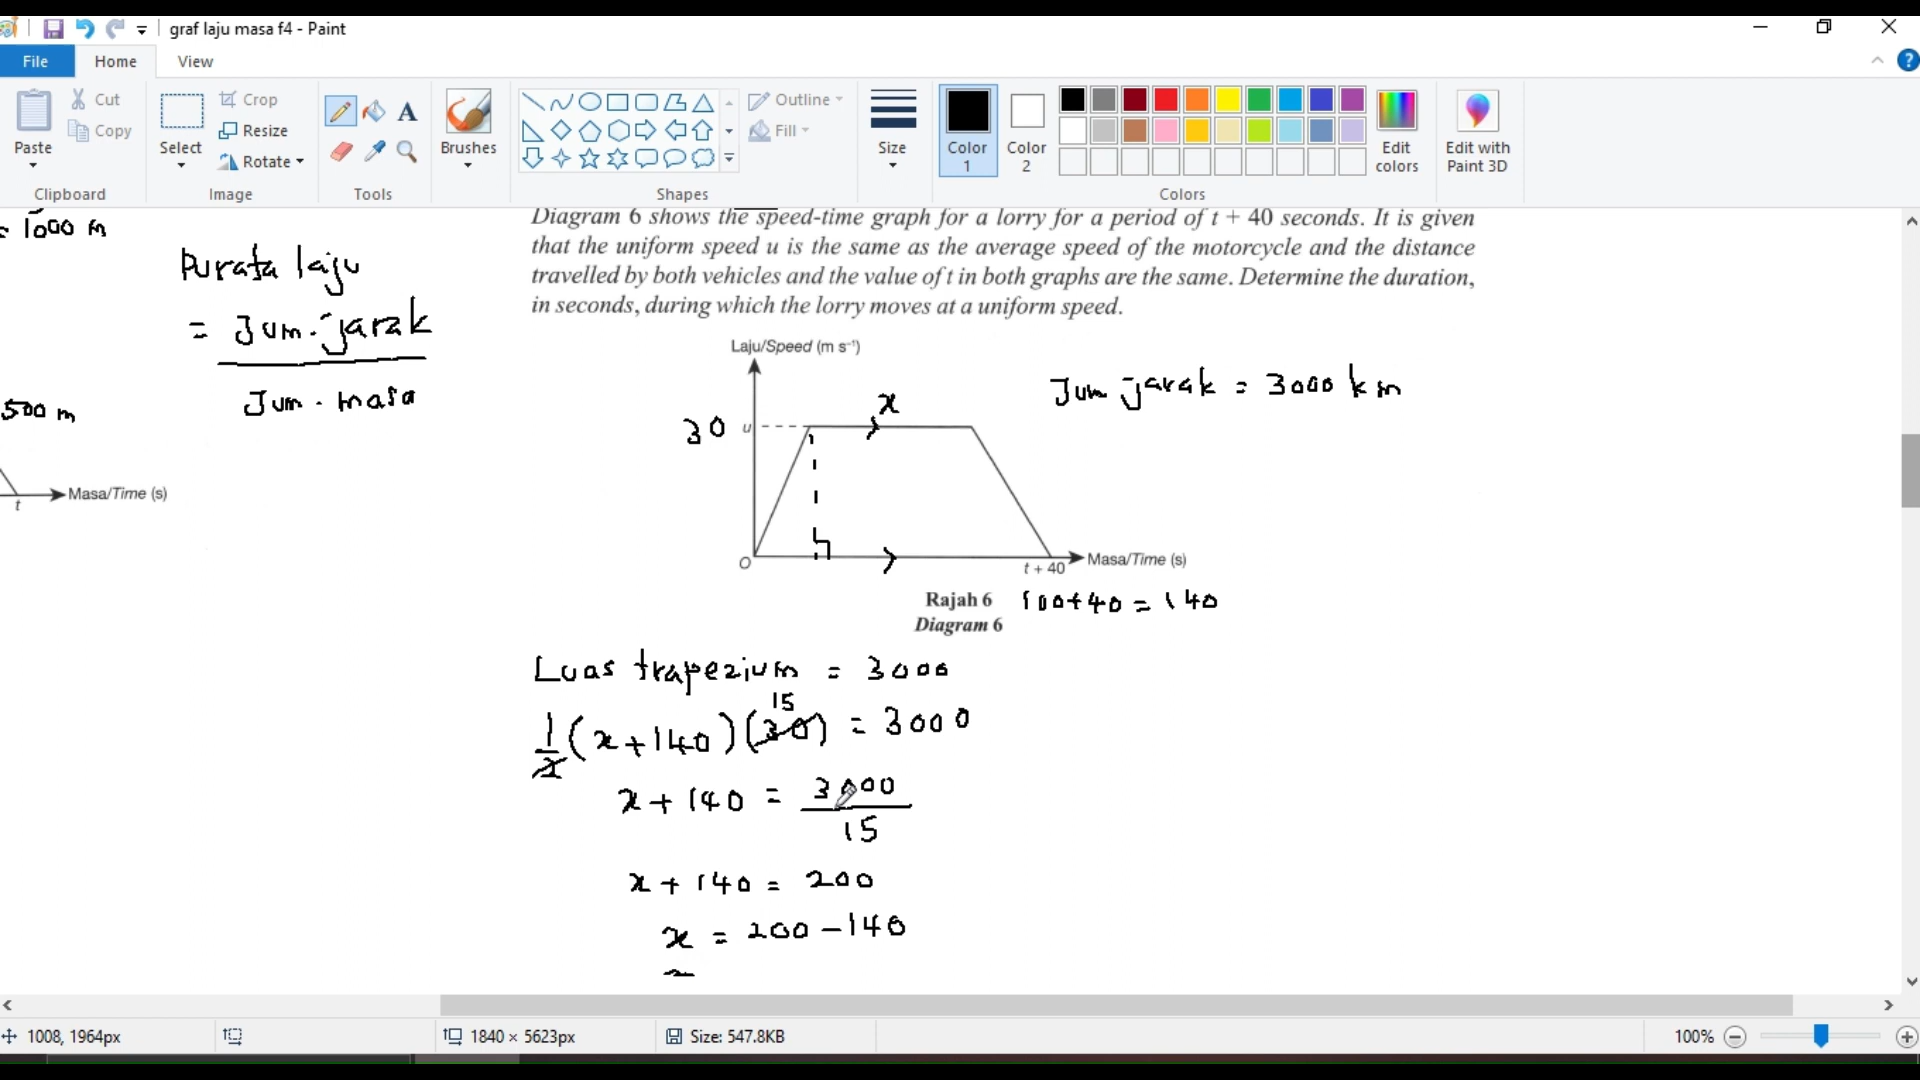 graf laju masa f4 - Paint
File Home View
Paste
Cut
Copy
Clipboard
Select
Crop
Resize
Rotate
Image
A
Tools
Brushes
Outline
Fill
Shapes
Size
Color 1
Color 2
Colors
Edit colors
Edit with Paint 3D
= 1000 m
Purata laju
= Jum. jarak
Jum. masa
500 m
t
Masa/Time (s)
Diagram 6 shows the speed-time graph for a lorry for a period of t + 40 seconds. It is given
that the uniform speed u is the same as the average speed of the motorcycle and the distance
travelled by both vehicles and the value of t in both graphs are the same. Determine the duration,
in seconds, during which the lorry moves at a uniform speed.
Laju/Speed (m s⁻¹)
x
Jum jarak = 3000 km
30 u
O
t + 40
Masa/Time (s)
Rajah 6
Diagram 6
100+40 = 140
Luas trapezium = 3000
15
1/2 (x+140)(30) = 3000
x + 140 = 3000
15
x + 140 = 200
x = 200 - 140
1008, 1964px
1840 × 5623px
Size: 547.8KB
100%